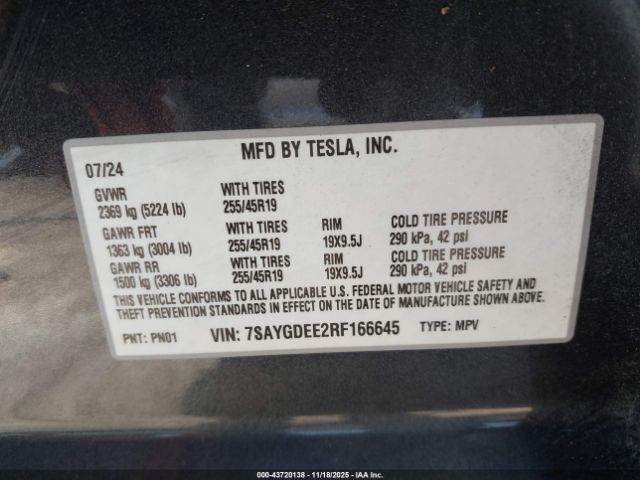 MFD BY TESLA, INC.
07/24
GVWR WITH TIRES
2369 kg (5224 lb) 255/45R19
GAWR FRT WITH TIRES RIM COLD TIRE PRESSURE
1363 kg (3004 lb) 255/45R19 19X9.5J 290 kPa, 42 psi
GAWR RR WITH TIRES RIM COLD TIRE PRESSURE
1500 kg (3306 lb) 255/45R19 19X9.5J 290 kPa, 42 psi
THIS VEHICLE CONFORMS TO ALL APPLICABLE U.S. FEDERAL MOTOR VEHICLE SAFETY AND
THEFT PREVENTION STANDARDS IN EFFECT ON THE DATE OF MANUFACTURE SHOWN ABOVE.
PNT: PN01 VIN: 7SAYGDEE2RF166645 TYPE: MPV
000-43720138 - 11/18/2025 - IAA Inc.